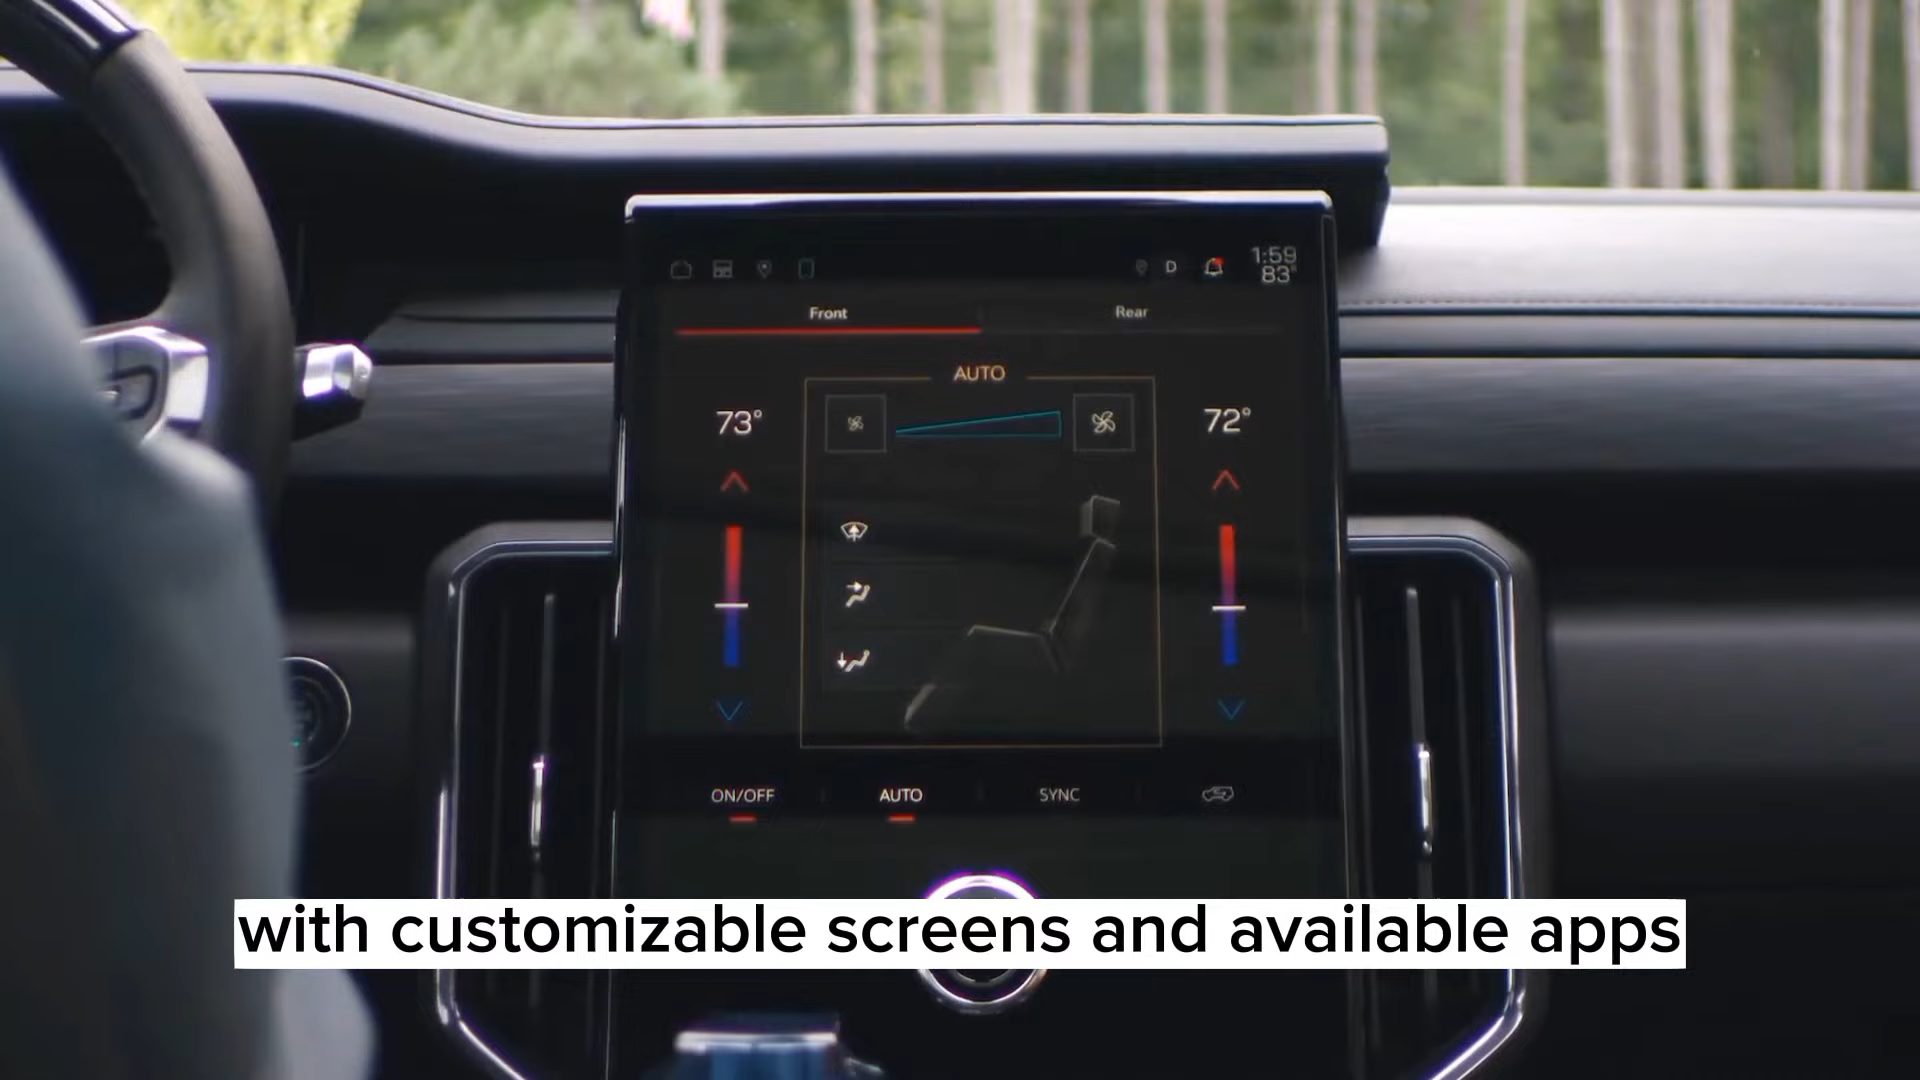 D
1:59
83°
Front
Rear
AUTO
73°
72°
ON/OFF
AUTO
SYNC
with customizable screens and available apps